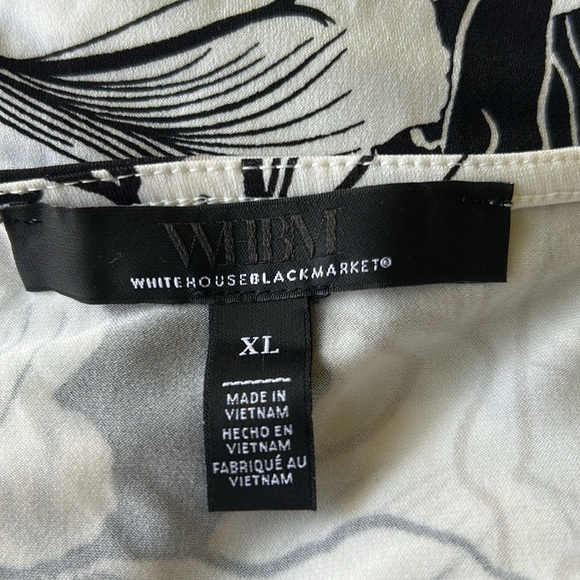 WHBM
WHITEHOUSEBLACKMARKET®
XL
MADE IN
VIETNAM
HECHO EN
VIETNAM
FABRIQUÉ AU
VIETNAM